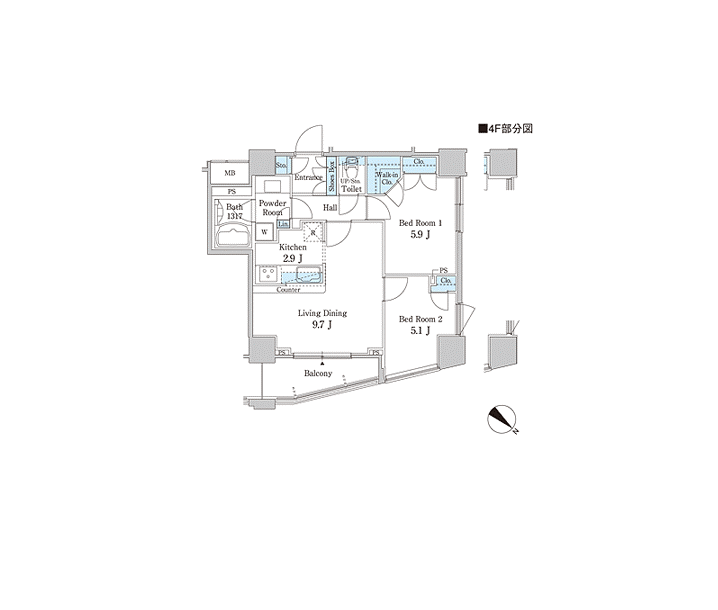 ■4F部分図
MB
Sto.
Entrance
Shoes Box
UP/Sto.
Toilet
Walk-in
Clo.
Clo.
PS
Bath
1317
Powder
Room
Lin.
W
Hall
Bed Room 1
5.9 J
Kitchen
2.9 J
R
PS
Clo.
Counter
Living Dining
9.7 J
Bed Room 2
5.1 J
PS
PS
Balcony
N